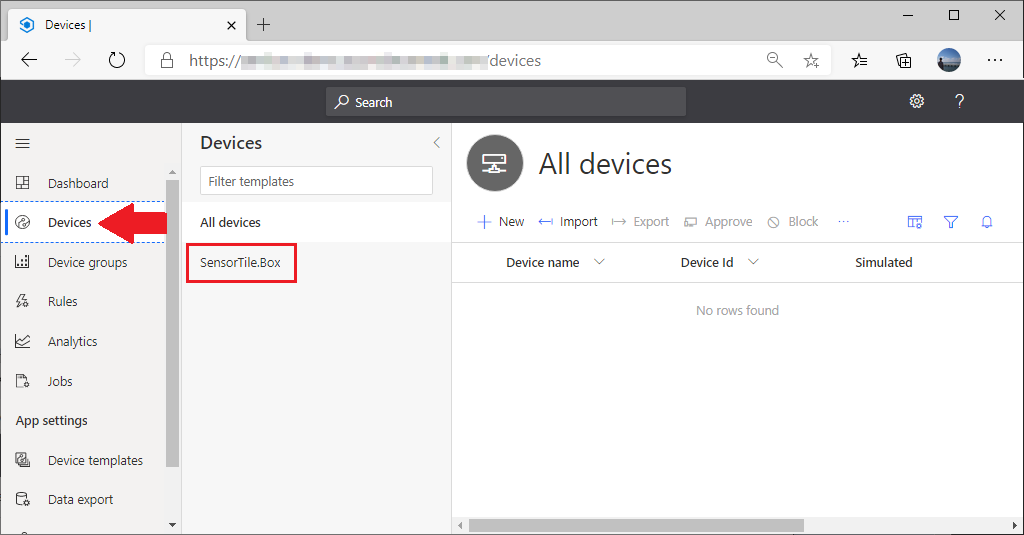 Devices |
https://
/devices
Search
?
Dashboard
Devices
Device groups
Rules
Analytics
Jobs
App settings
Device templates
Data export
Devices
Filter templates
All devices
SensorTile.Box
All devices
New Import Export Approve Block ...
Device name Device Id Simulated
No rows found